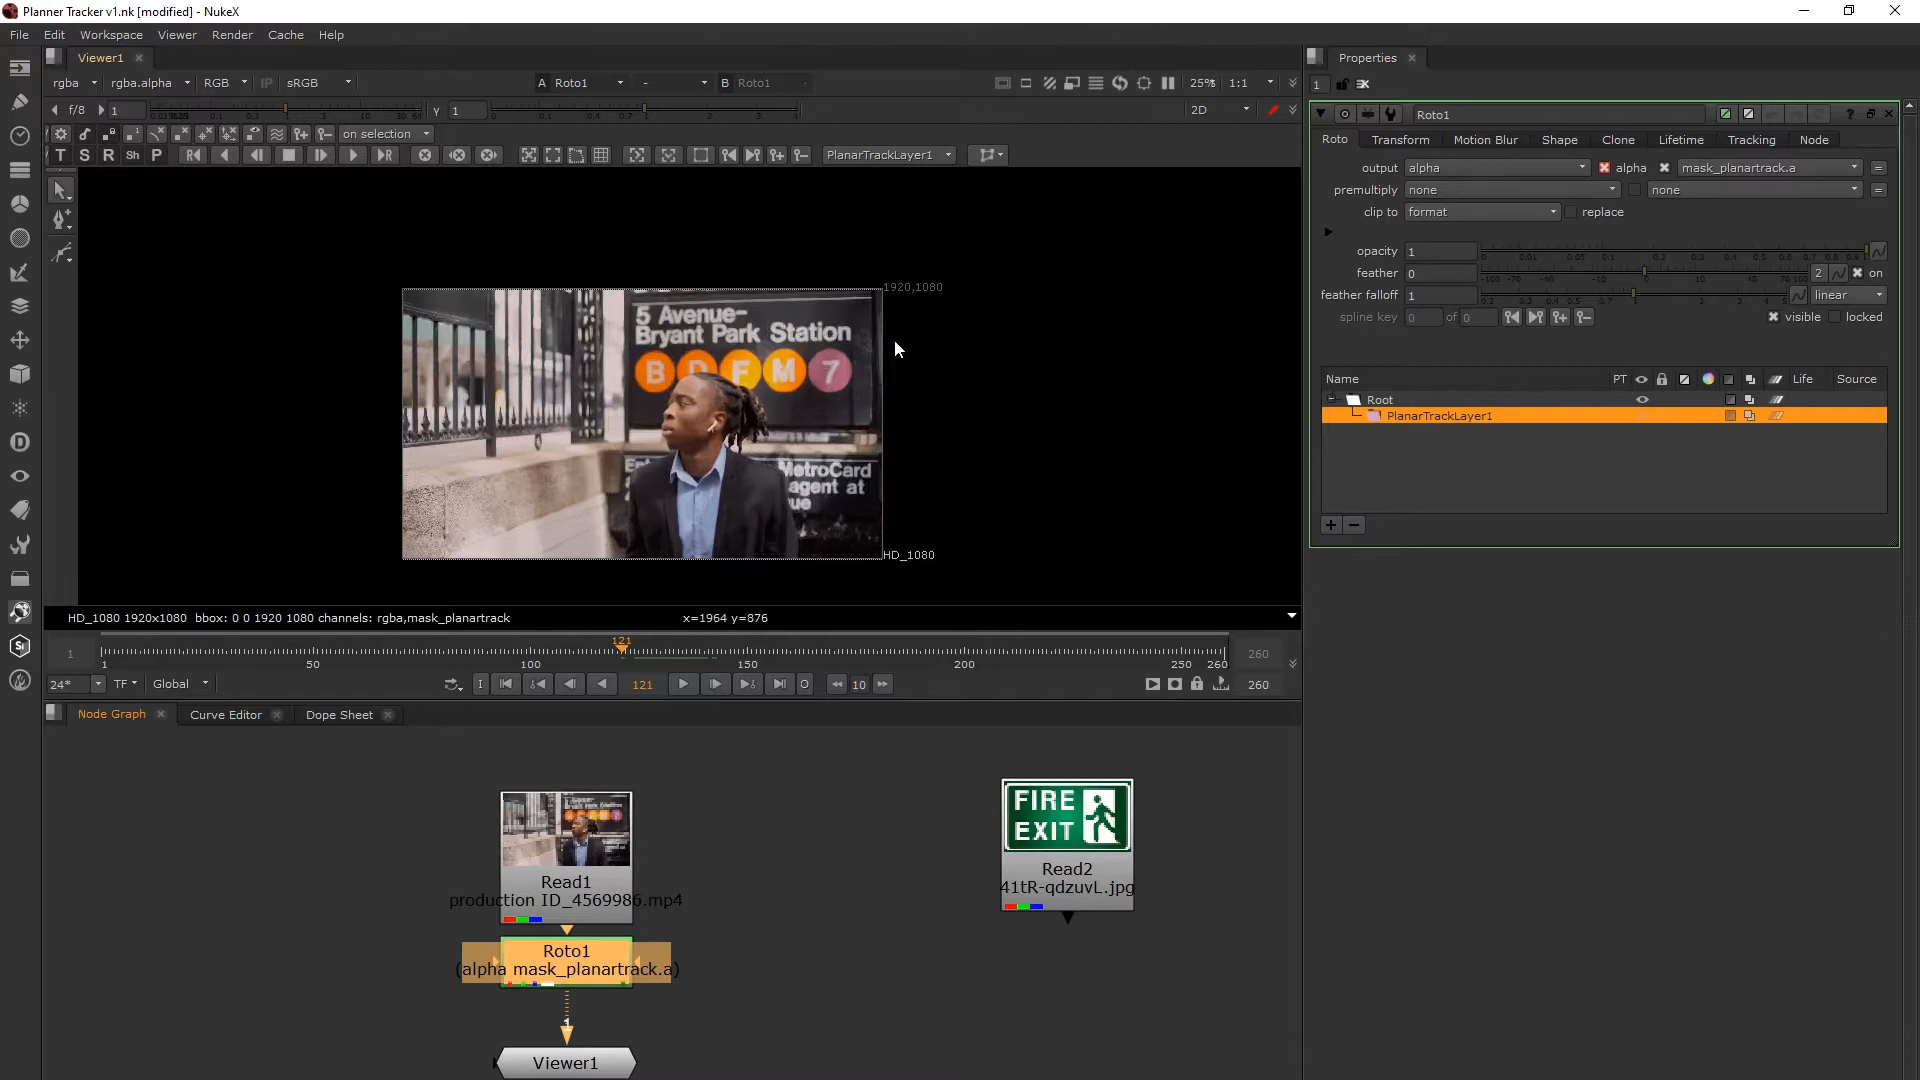 Planner Tracker v1.nk [modified] - NukeX
File Edit Workspace Viewer Render Cache Help
Viewer1
rgba rgba.alpha RGB IP sRGB A Roto1 - B Roto1 25% 1:1
f/8 1 γ 1 2D
on selection
T S R Sh P PlanarTrackLayer1
1920,1080
5 Avenue-
Bryant Park Station
B D F M 7
MetroCard
agent at
HD_1080
HD_1080 1920x1080 bbox: 0 0 1920 1080 channels: rgba,mask_planartrack x=1964 y=876
121
1 260
1 50 100 150 200 250 260
24* TF Global I 121 O 10 260
Node Graph Curve Editor Dope Sheet
FIRE
EXIT
Read1
production ID_4569986.mp4
Read2
41tR-qdzuvL.jpg
Roto1
(alpha mask_planartrack.a)
1
Viewer1
Properties
1
Roto1
Roto Transform Motion Blur Shape Clone Lifetime Tracking Node
output alpha alpha mask_planartrack.a =
premultiply none none =
clip to format replace
opacity 1
feather 0 2 on
feather falloff 1 linear
spline key 0 of 0 visible locked
Name PT Life Source
Root
PlanarTrackLayer1